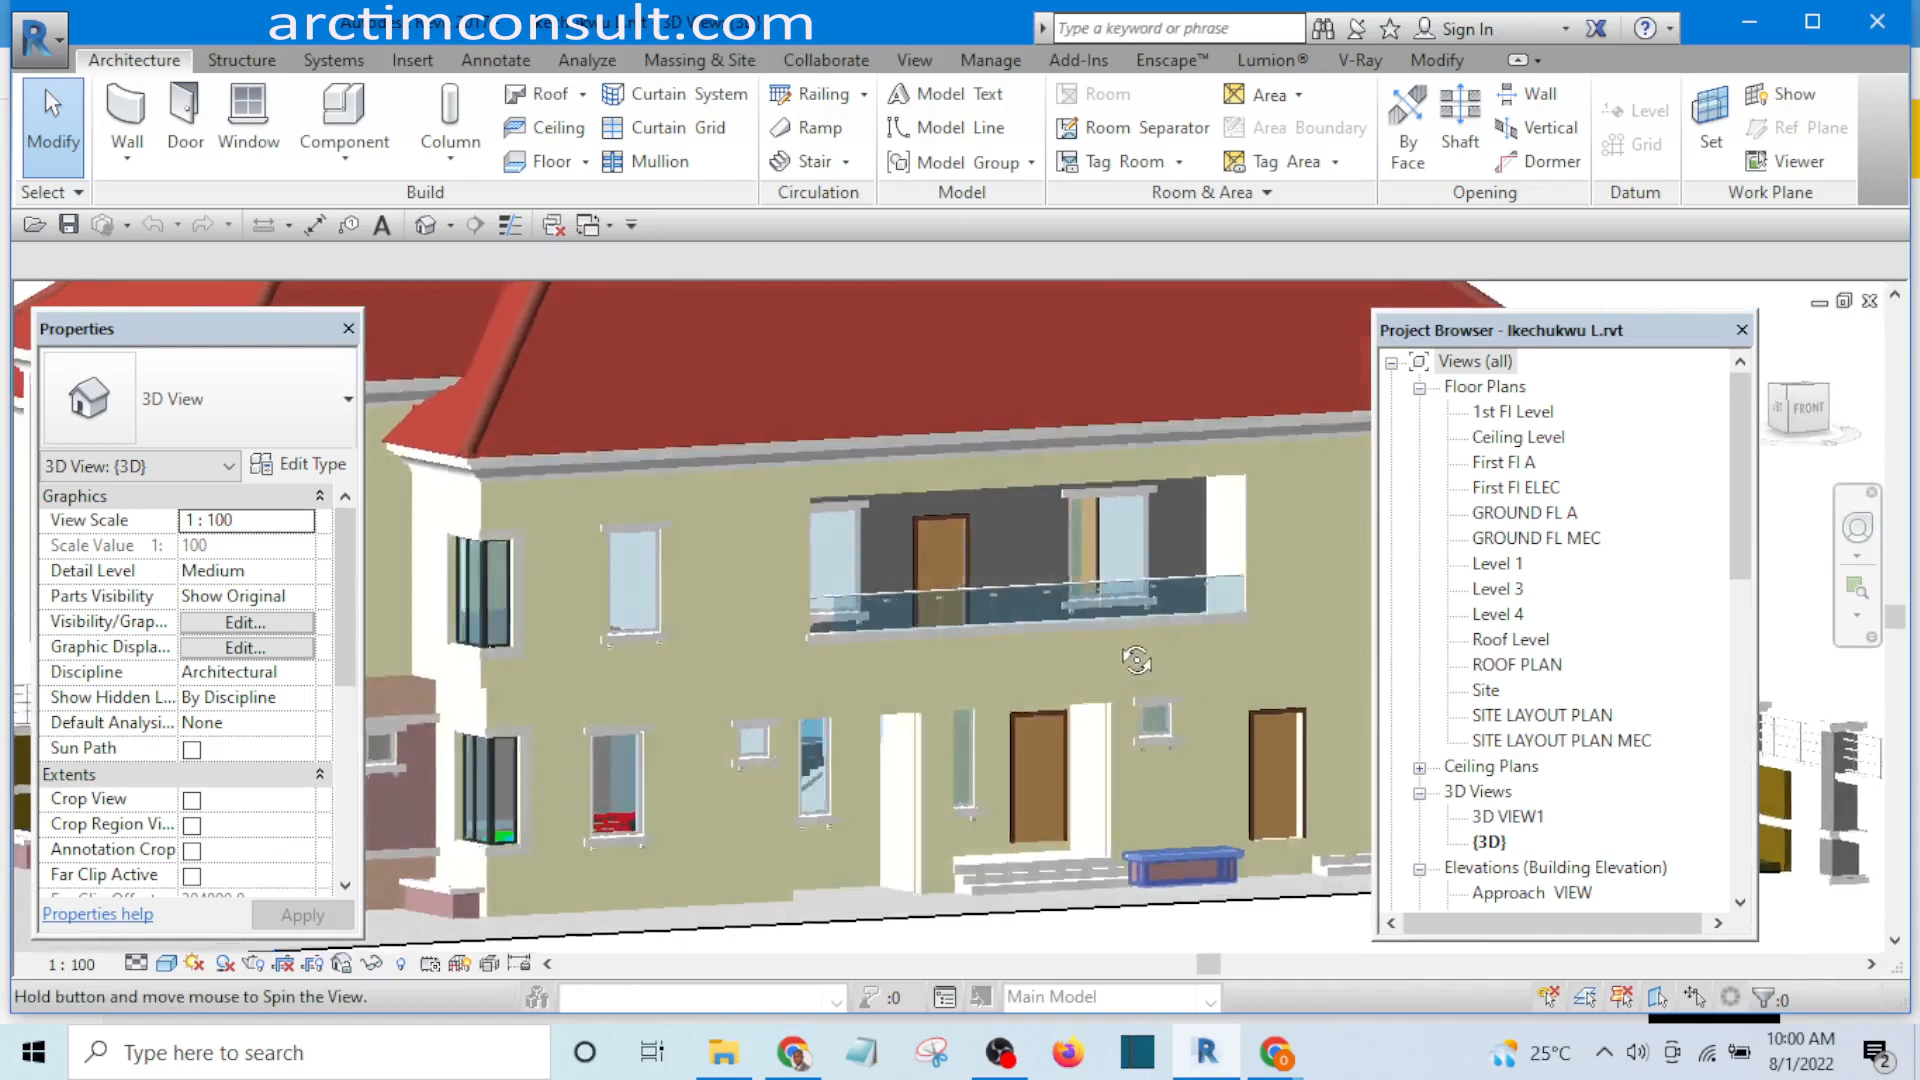 arctimconsult.com
Type a keyword or phrase
Sign In
Architecture Structure Systems Insert Annotate Analyze Massing & Site Collaborate View Manage Add-Ins Enscape™ Lumion® V-Ray Modify
Modify Wall Door Window Component Column
Roof Curtain System Railing Model Text Room Area Wall Show
Ceiling Curtain Grid Ramp Model Line Room Separator Area Boundary Vertical Level Ref Plane
Floor Mullion Stair Model Group Tag Room Tag Area Dormer Grid Viewer
By Face Shaft Set
Select Build Circulation Model Room & Area Opening Datum Work Plane
Properties
3D View
3D View: {3D} Edit Type
Graphics
View Scale 1 : 100
Scale Value 1: 100
Detail Level Medium
Parts Visibility Show Original
Visibility/Grap... Edit...
Graphic Displa... Edit...
Discipline Architectural
Show Hidden L... By Discipline
Default Analysi... None
Sun Path
Extents
Crop View
Crop Region Vi...
Annotation Crop
Far Clip Active
Properties help Apply
Project Browser - Ikechukwu L.rvt
Views (all)
Floor Plans
1st Fl Level
Ceiling Level
First Fl A
First Fl ELEC
GROUND FL A
GROUND FL MEC
Level 1
Level 3
Level 4
Roof Level
ROOF PLAN
Site
SITE LAYOUT PLAN
SITE LAYOUT PLAN MEC
Ceiling Plans
3D Views
3D VIEW1
{3D}
Elevations (Building Elevation)
Approach VIEW
FRONT
1 : 100
Hold button and move mouse to Spin the View.
:0
Main Model
:0
Type here to search
25°C
10:00 AM
8/1/2022
2